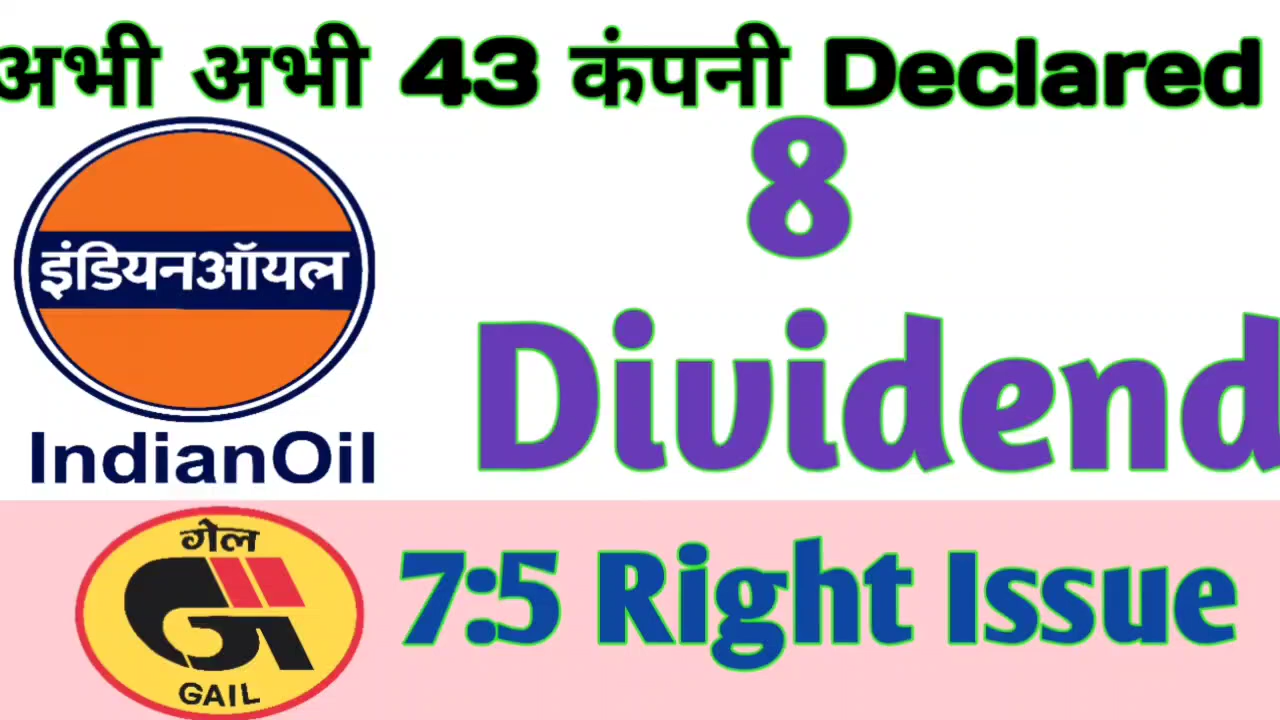 अभी अभी 43 कंपनी Declared
8
इंडियनऑयल
Dividend
IndianOil
गेल
7:5 Right Issue
GAIL